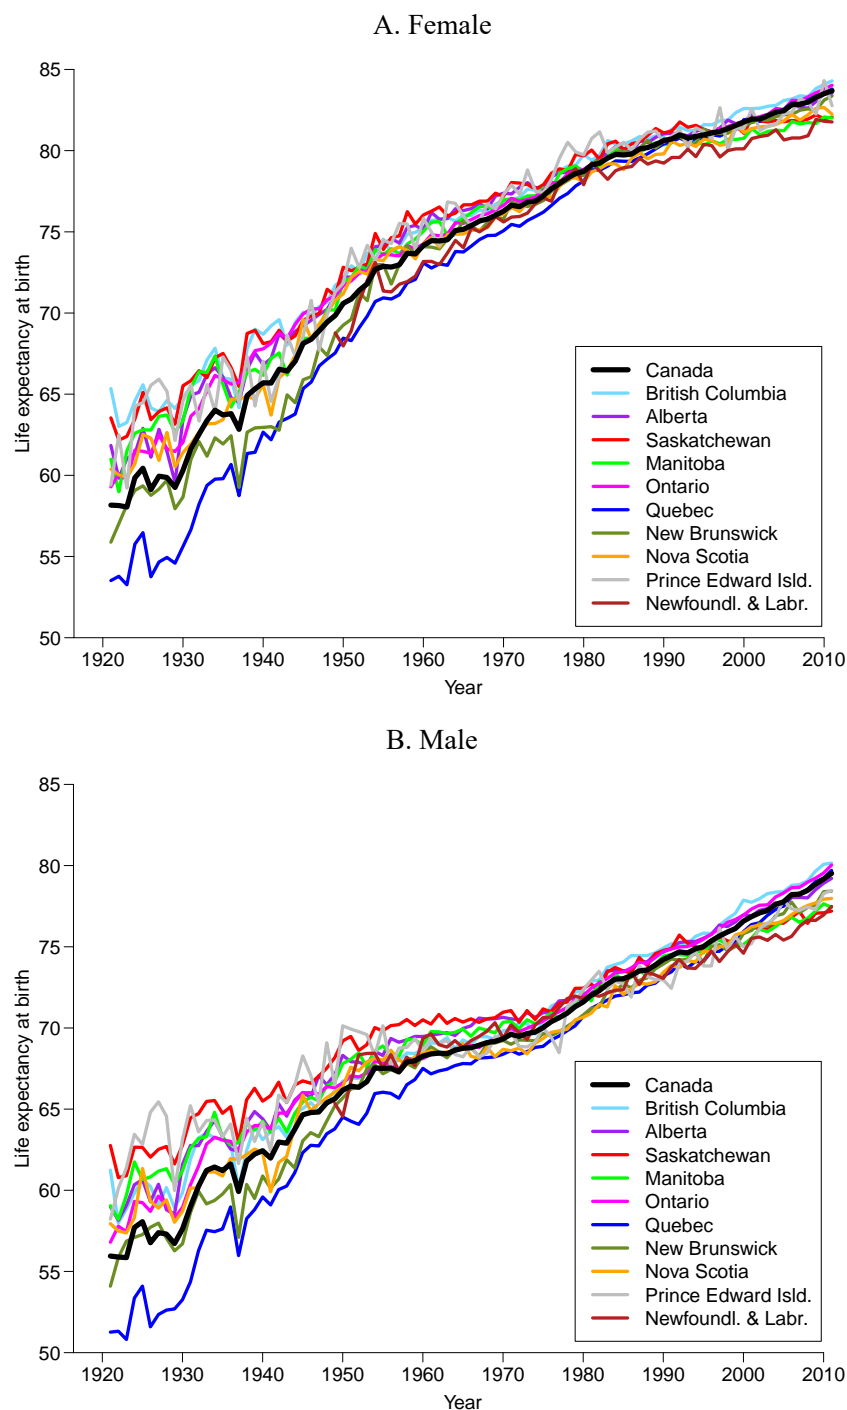 A. Female
85
80
75
70
65
60
55
50
Life expectancy at birth
Canada
British Columbia
Alberta
Saskatchewan
Manitoba
Ontario
Quebec
New Brunswick
Nova Scotia
Prince Edward Isld.
Newfoundl. & Labr.
1920 1930 1940 1950 1960 1970 1980 1990 2000 2010
Year
B. Male
85
80
75
70
65
60
55
50
Life expectancy at birth
Canada
British Columbia
Alberta
Saskatchewan
Manitoba
Ontario
Quebec
New Brunswick
Nova Scotia
Prince Edward Isld.
Newfoundl. & Labr.
1920 1930 1940 1950 1960 1970 1980 1990 2000 2010
Year